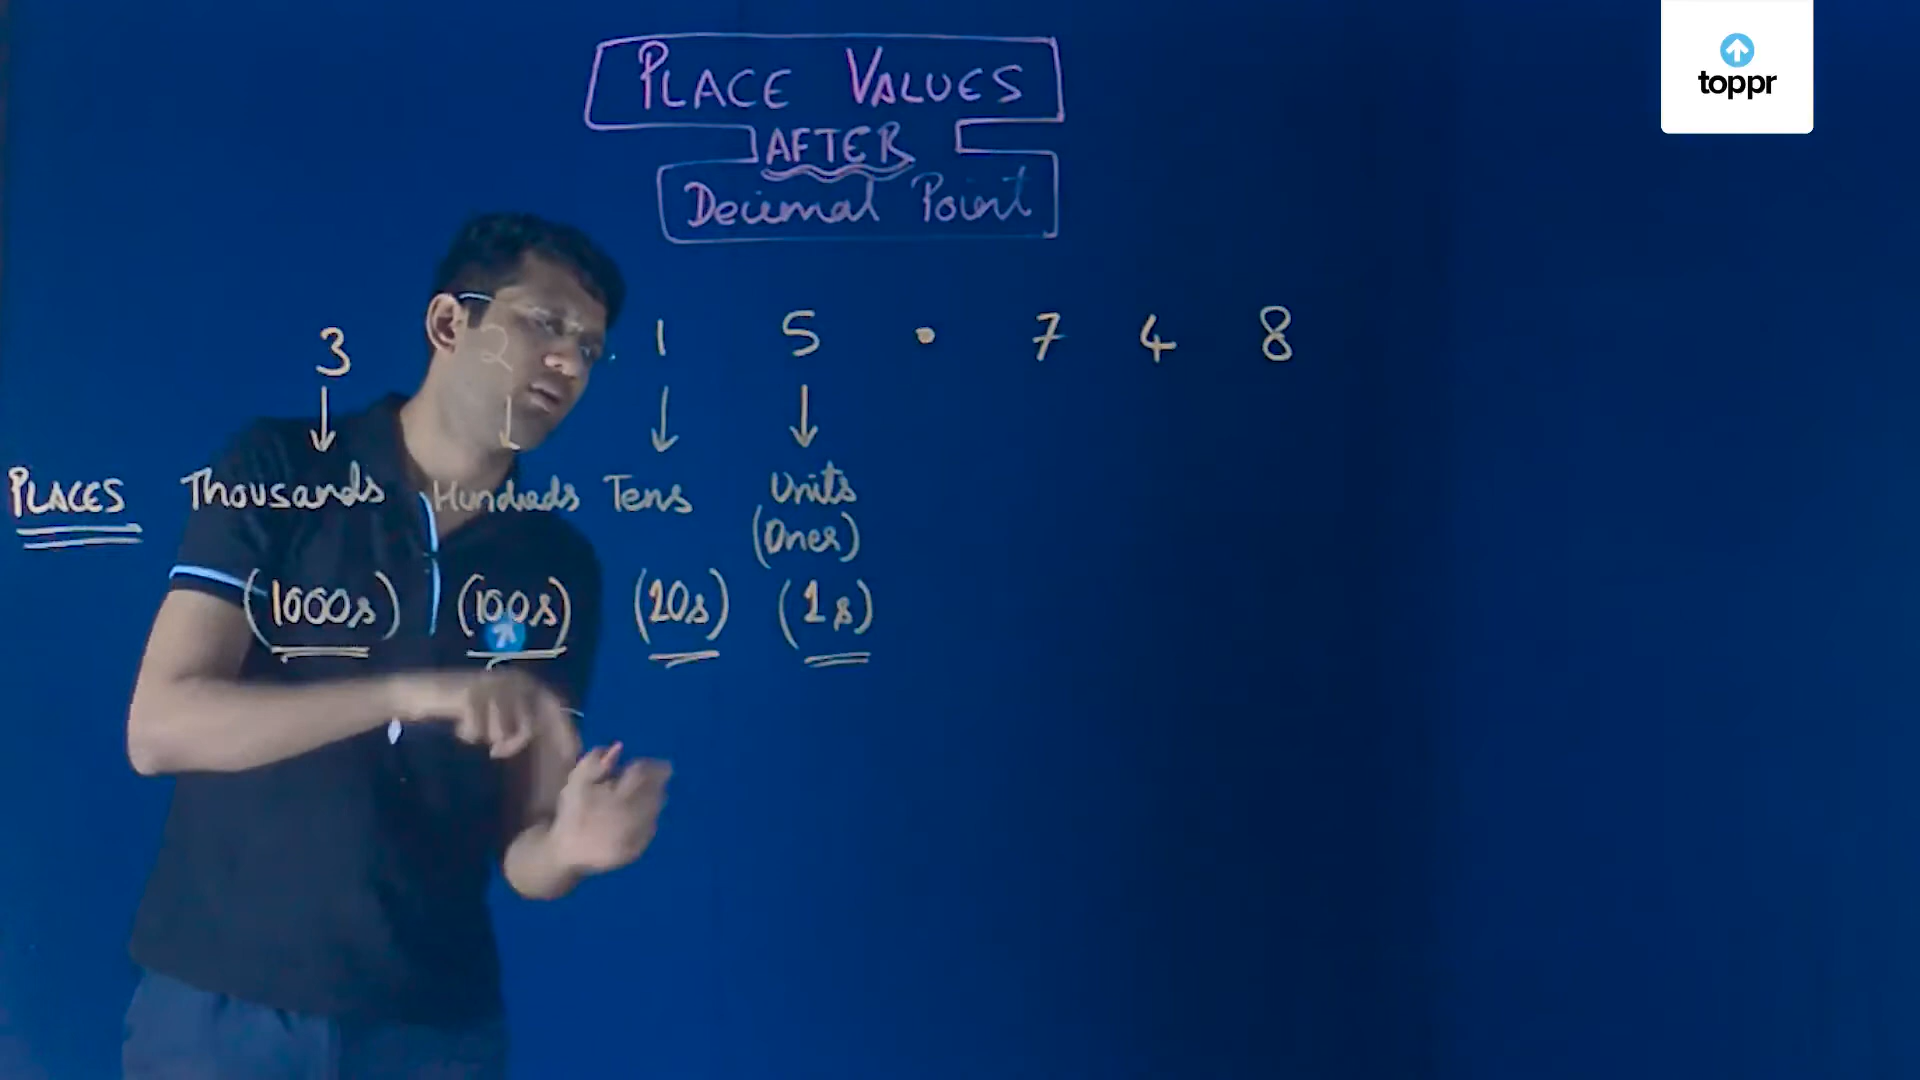 PLACE VALUES
AFTER
Decimal Point
toppr
3 2 1 5 . 7 4 8
PLACES Thousands Hundreds Tens Units
(Ones)
(1000s) (100s) (10s) (1s)